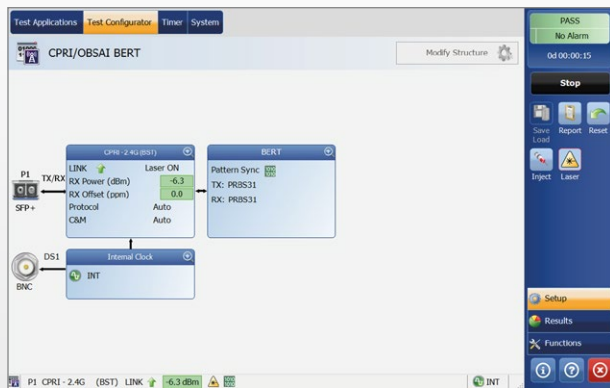 Test Applications Test Configurator Timer System
PASS
No Alarm
0d 00:00:15
CPRI/OBSAI BERT
Modify Structure
Stop
Save Load
Report
Reset
Inject
Laser
P1
TX/RX
SFP+
CPRI - 2.4G (BST)
LINK Laser ON
RX Power (dBm) -6.3
RX Offset (ppm) 0.0
Protocol Auto
C&M Auto
BERT
Pattern Sync
TX: PRBS31
RX: PRBS31
DS1
BNC
Internal Clock
INT
Setup
Results
Functions
P1 CPRI - 2.4G (BST) LINK -6.3 dBm INT